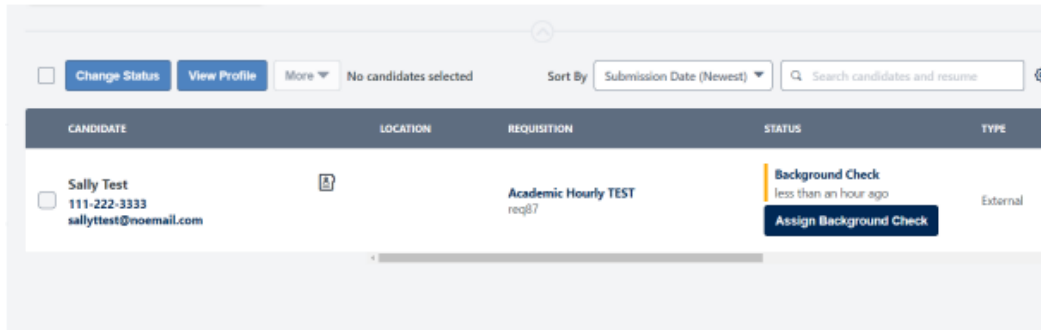 Change Status View Profile More No candidates selected Sort By Submission Date (Newest) Search candidates and resume
CANDIDATE LOCATION REQUISITION STATUS TYPE
Sally Test
111-222-3333
sallyttest@noemail.com
Academic Hourly TEST
req87
Background Check
less than an hour ago
Assign Background Check
External